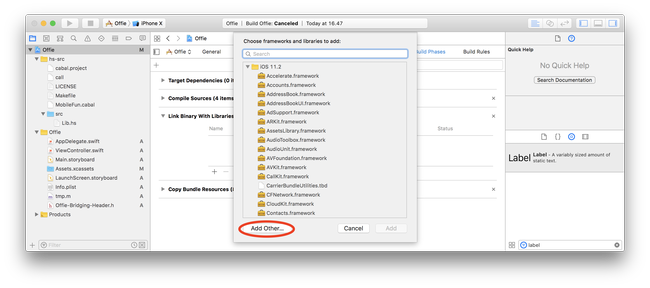 Offie
iPhone X
Offie | Build Offie: Canceled | Today at 16.47
Offie
M
hs-src
cabal.project
call
LICENSE
Makefile
MobileFun.cabal
src
Lib.hs
Offie
AppDelegate.swift
A
ViewController.swift
A
Main.storyboard
A
Assets.xcassets
A
LaunchScreen.storyboard
A
Info.plist
A
tmp.m
A
Offie-Bridging-Header.h
A
Products
Filter
Offie
General
Build Phases
Build Rules
Target Dependencies (0 i
Compile Sources (4 items
Link Binary With Libraries
Name
Status
Copy Bundle Resources (
Choose frameworks and libraries to add:
Search
iOS 11.2
Accelerate.framework
Accounts.framework
AddressBook.framework
AddressBookUI.framework
AdSupport.framework
ARKit.framework
AssetsLibrary.framework
AudioToolbox.framework
AudioUnit.framework
AVFoundation.framework
AVKit.framework
CallKit.framework
CarrierBundleUtilities.tbd
CFNetwork.framework
CloudKit.framework
Contacts.framework
Add Other...
Cancel
Add
Quick Help
No Quick Help
Search Documentation
Label
Label - A variably sized amount of
static text.
label